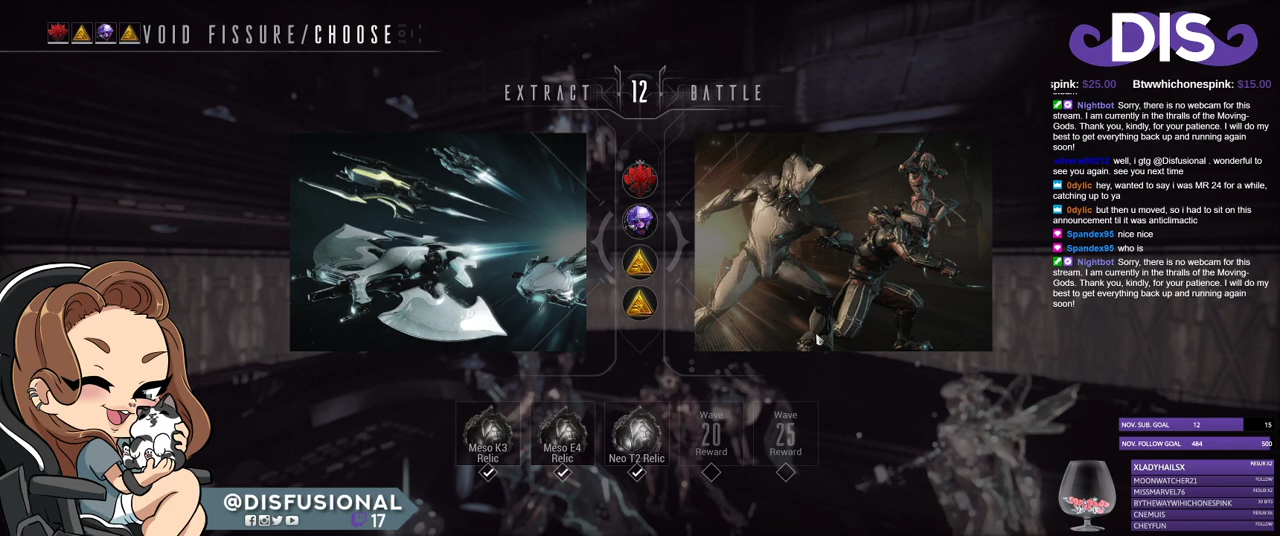 VOID FISSURE/CHOOSE
EXTRACT 12 BATTLE
Meso K3
Relic
Meso E4
Relic
Neo T2 Relic
Wave
20
Reward
Wave
25
Reward
@DISFUSIONAL
17
DIS
spink: $25.00 Btwwhichonespink: $15.00
Nightbot Sorry, there is no webcam for this
stream. I am currently in the thralls of the Moving-
Gods. Thank you, kindly, for your patience. I will do my
best to get everything back up and running again
soon!
well, i gtg @Disfusional . wonderful to
see you again. see you next time
0dylic hey, wanted to say i was MR 24 for a while,
catching up to ya
0dylic but then u moved, so i had to sit on this
announcement til it was anticlimactic
Spandex95 nice nice
Spandex95 who is
Nightbot Sorry, there is no webcam for this
stream. I am currently in the thralls of the Moving-
Gods. Thank you, kindly, for your patience. I will do my
best to get everything back up and running again
soon!
NOV. SUB. GOAL 12 15
NOV. FOLLOW GOAL 484 500
XLADYHAILSX RESUB X2
MOONWATCHER21 FOLLOW
MISSMARVEL76 RESUB X2
BYTHEWAYWHICHONESPINK BITS
CNEMUIS RESUB X6
CHEYFUN FOLLOW